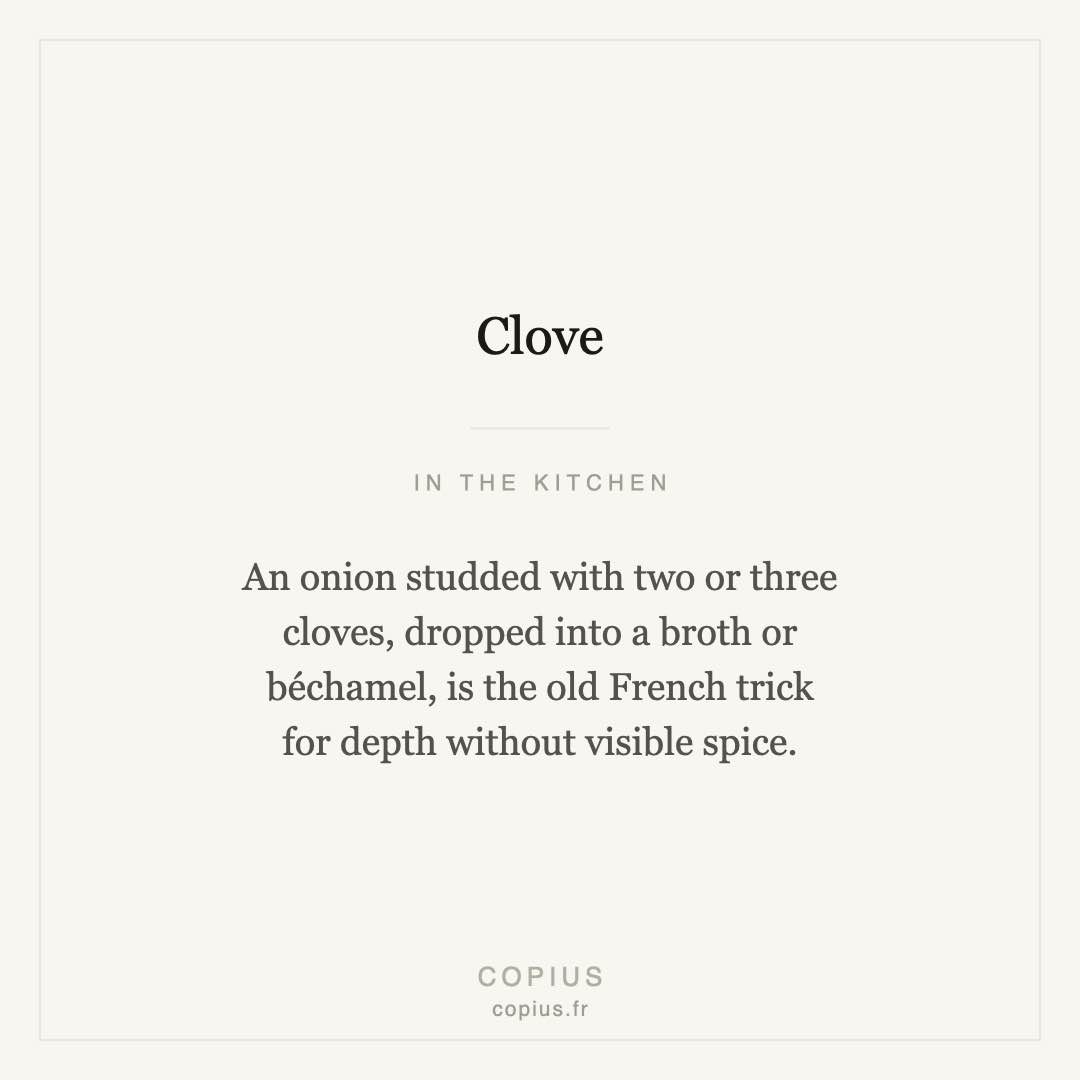 Clove
IN THE KITCHEN
An onion studded with two or three
cloves, dropped into a broth or
béchamel, is the old French trick
for depth without visible spice.
COPIUS
copius.fr